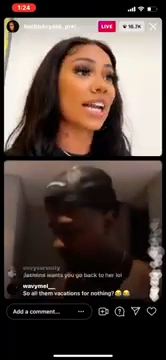 1:24
LIVE
16.7K
Jasmine wants you go back to her lol
wavymel__
So all them vacations for nothing?😂😂
Add a comment...